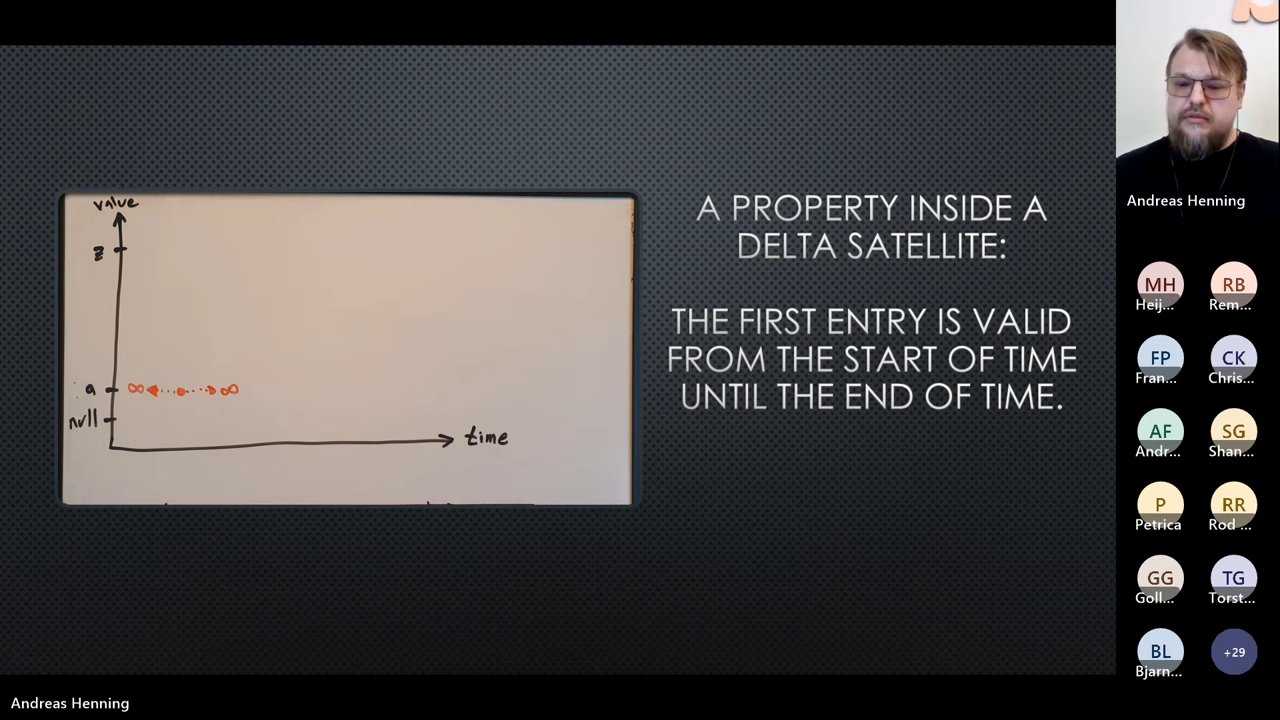 value
z
a
∞ ∞
null
time
A PROPERTY INSIDE A
DELTA SATELLITE:
THE FIRST ENTRY IS VALID
FROM THE START OF TIME
UNTIL THE END OF TIME.
Andreas Henning
MH
Heij...
RB
Rem...
FP
Fran...
CK
Chris...
AF
Andr...
SG
Shan...
P
Petrica
RR
Rod ...
GG
Goll...
TG
Torst...
BL
Bjarn...
+29
Andreas Henning